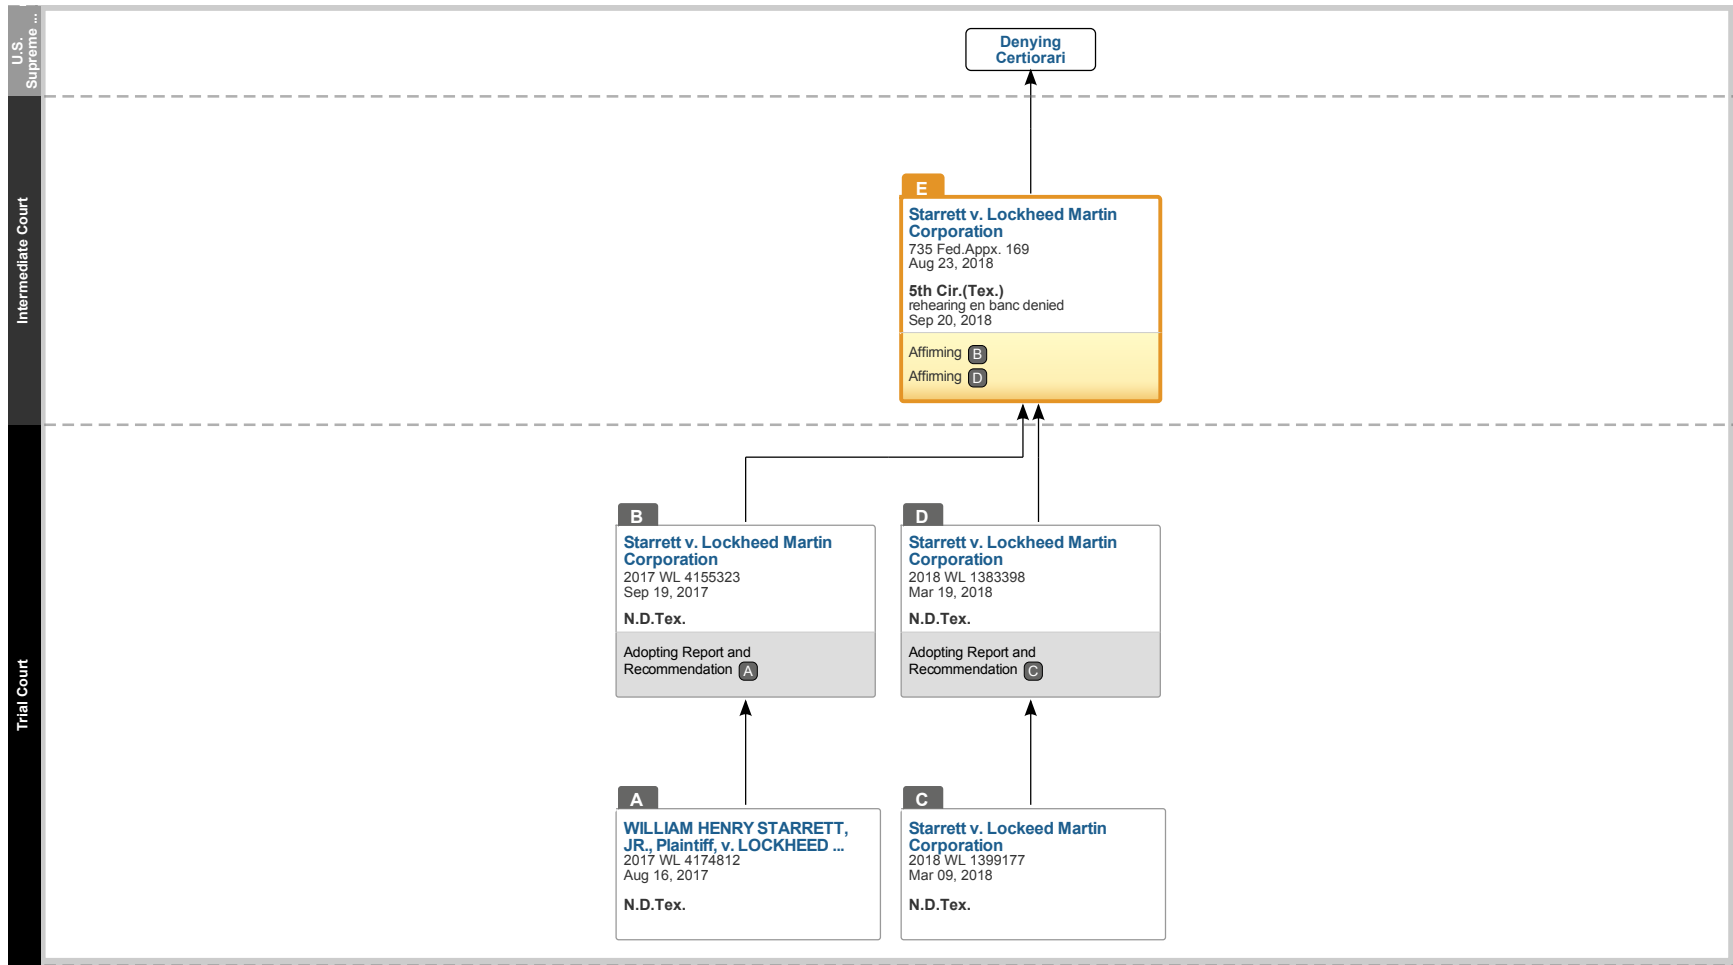 U.S.
Supreme ...
Denying
Certiorari
Intermediate Court
E
Starrett v. Lockheed Martin
Corporation
735 Fed.Appx. 169
Aug 23, 2018
5th Cir.(Tex.)
rehearing en banc denied
Sep 20, 2018
Affirming B
Affirming D
Trial Court
B
Starrett v. Lockheed Martin
Corporation
2017 WL 4155323
Sep 19, 2017
N.D.Tex.
Adopting Report and
Recommendation A
D
Starrett v. Lockheed Martin
Corporation
2018 WL 1383398
Mar 19, 2018
N.D.Tex.
Adopting Report and
Recommendation C
A
WILLIAM HENRY STARRETT,
JR., Plaintiff, v. LOCKHEED ...
2017 WL 4174812
Aug 16, 2017
N.D.Tex.
C
Starrett v. Lockeed Martin
Corporation
2018 WL 1399177
Mar 09, 2018
N.D.Tex.